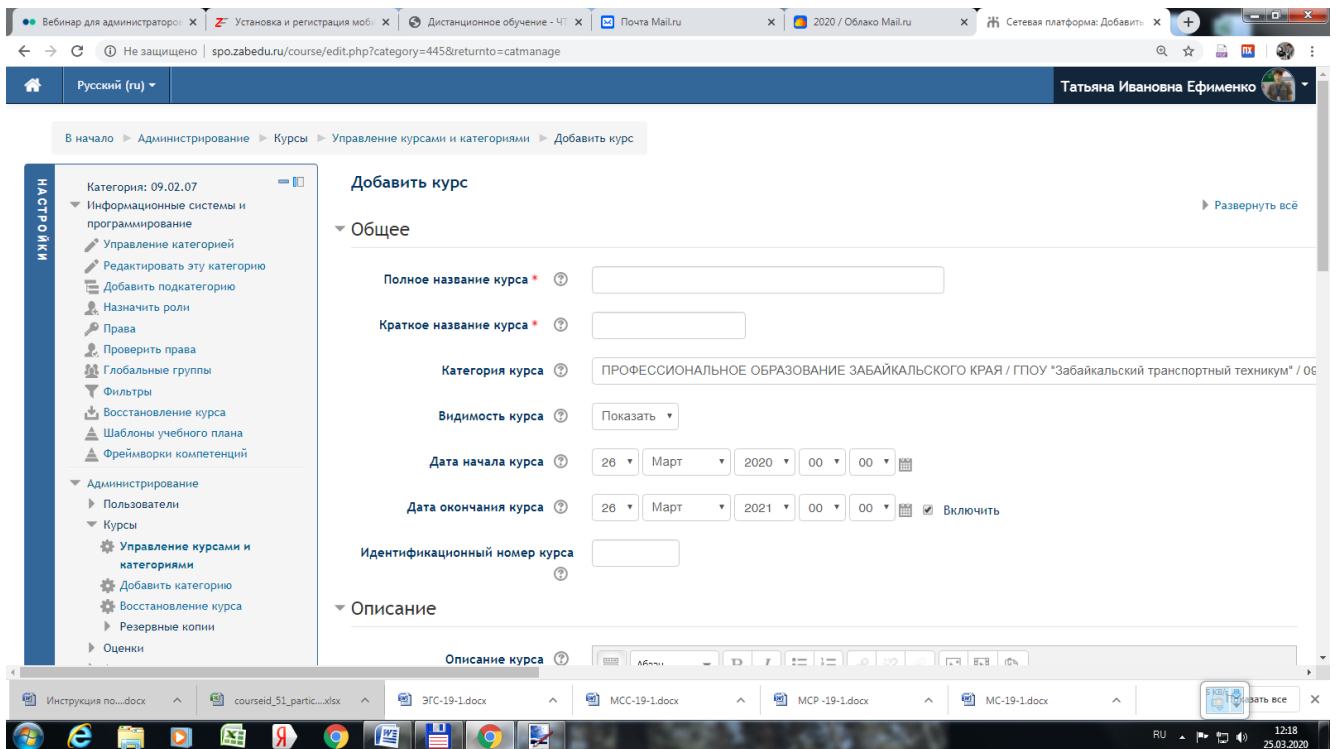 Вебинар для администраторов
Установка и регистрация моби
Дистанционное обучение - ЧТ
Почта Mail.ru
2020 / Облако Mail.ru
Сетевая платформа: Добавить
Не защищено | spo.zabedu.ru/course/edit.php?category=445&returnto=catmanage
Русский (ru)
Татьяна Ивановна Ефименко
В начало Администрирование Курсы Управление курсами и категориями Добавить курс
НАСТРОЙКИ
Категория: 09.02.07
Информационные системы и
программирование
Управление категорией
Редактировать эту категорию
Добавить подкатегорию
Назначить роли
Права
Проверить права
Глобальные группы
Фильтры
Восстановление курса
Шаблоны учебного плана
Фреймворки компетенций
Администрирование
Пользователи
Курсы
Управление курсами и
категориями
Добавить категорию
Восстановление курса
Резервные копии
Оценки
Добавить курс
Развернуть всё
Общее
Полное название курса *
Краткое название курса *
Категория курса ПРОФЕССИОНАЛЬНОЕ ОБРАЗОВАНИЕ ЗАБАЙКАЛЬСКОГО КРАЯ / ГПОУ "Забайкальский транспортный техникум" / 09
Видимость курса Показать
Дата начала курса 26 Март 2020 00 00
Дата окончания курса 26 Март 2021 00 00 Включить
Идентификационный номер курса
Описание
Описание курса
Инструкция по....docx
courseid_51_partic....xlsx
ЭГС-19-1.docx
МСС-19-1.docx
МСР -19-1.docx
МС-19-1.docx
RU
12:18
25.03.2020